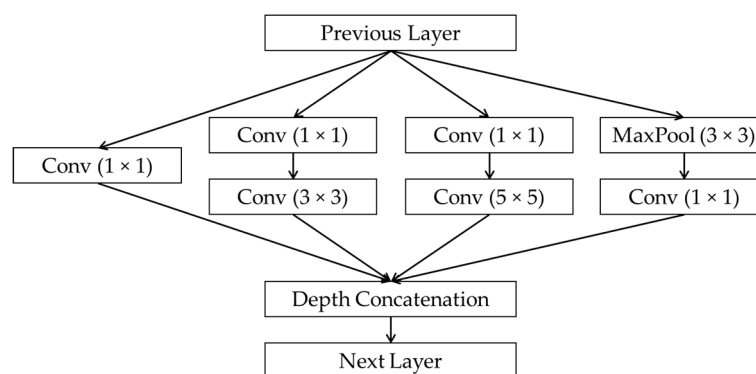 Previous Layer
Conv (1 × 1)
Conv (1 × 1)
MaxPool (3 × 3)
Conv (1 × 1)
Conv (3 × 3)
Conv (5 × 5)
Conv (1 × 1)
Depth Concatenation
Next Layer